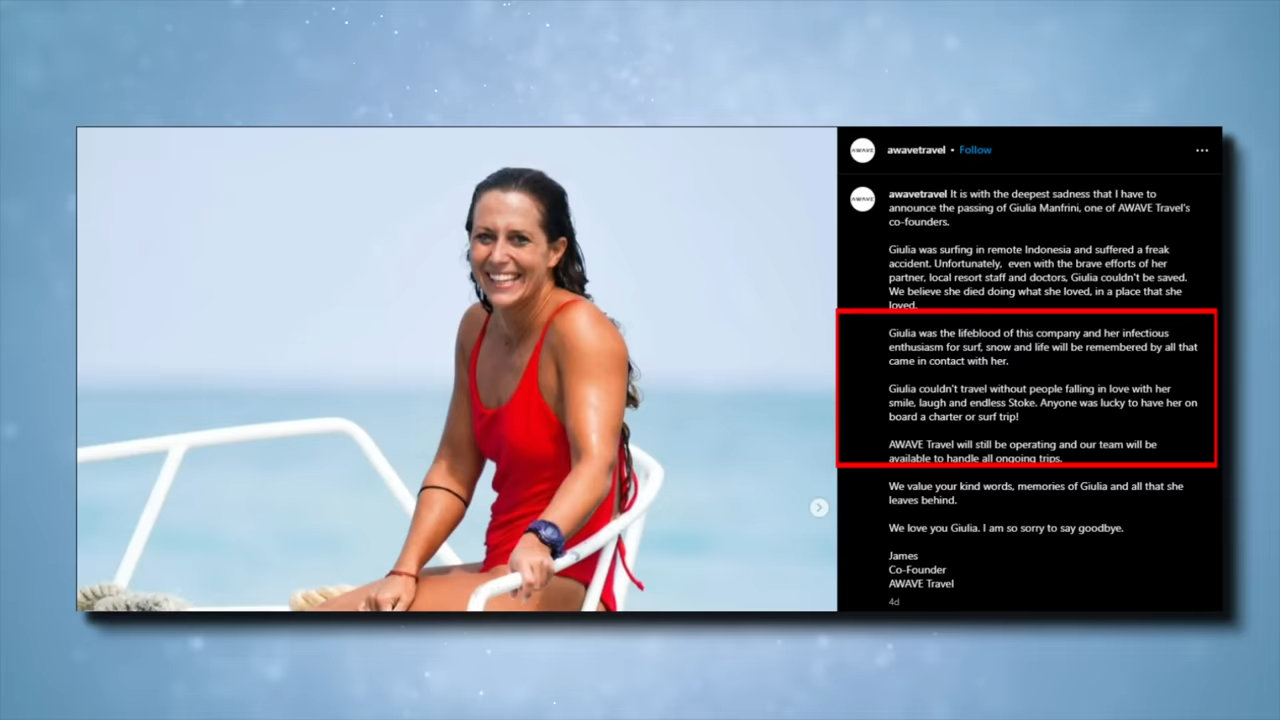 AWAVE
awavetravel • Follow
AWAVE
awavetravel It is with the deepest sadness that I have to
announce the passing of Giulia Manfrini, one of AWAVE Travel's
co-founders.
Giulia was surfing in remote Indonesia and suffered a freak
accident. Unfortunately, even with the brave efforts of her
partner, local resort staff and doctors, Giulia couldn't be saved.
We believe she died doing what she loved, in a place that she
loved.
Giulia was the lifeblood of this company and her infectious
enthusiasm for surf, snow and life will be remembered by all that
came in contact with her.
Giulia couldn't travel without people falling in love with her
smile, laugh and endless Stoke. Anyone was lucky to have her on
board a charter or surf trip!
AWAVE Travel will still be operating and our team will be
available to handle all ongoing trips.
We value your kind words, memories of Giulia and all that she
leaves behind.
We love you Giulia. I am so sorry to say goodbye.
James
Co-Founder
AWAVE Travel
4d